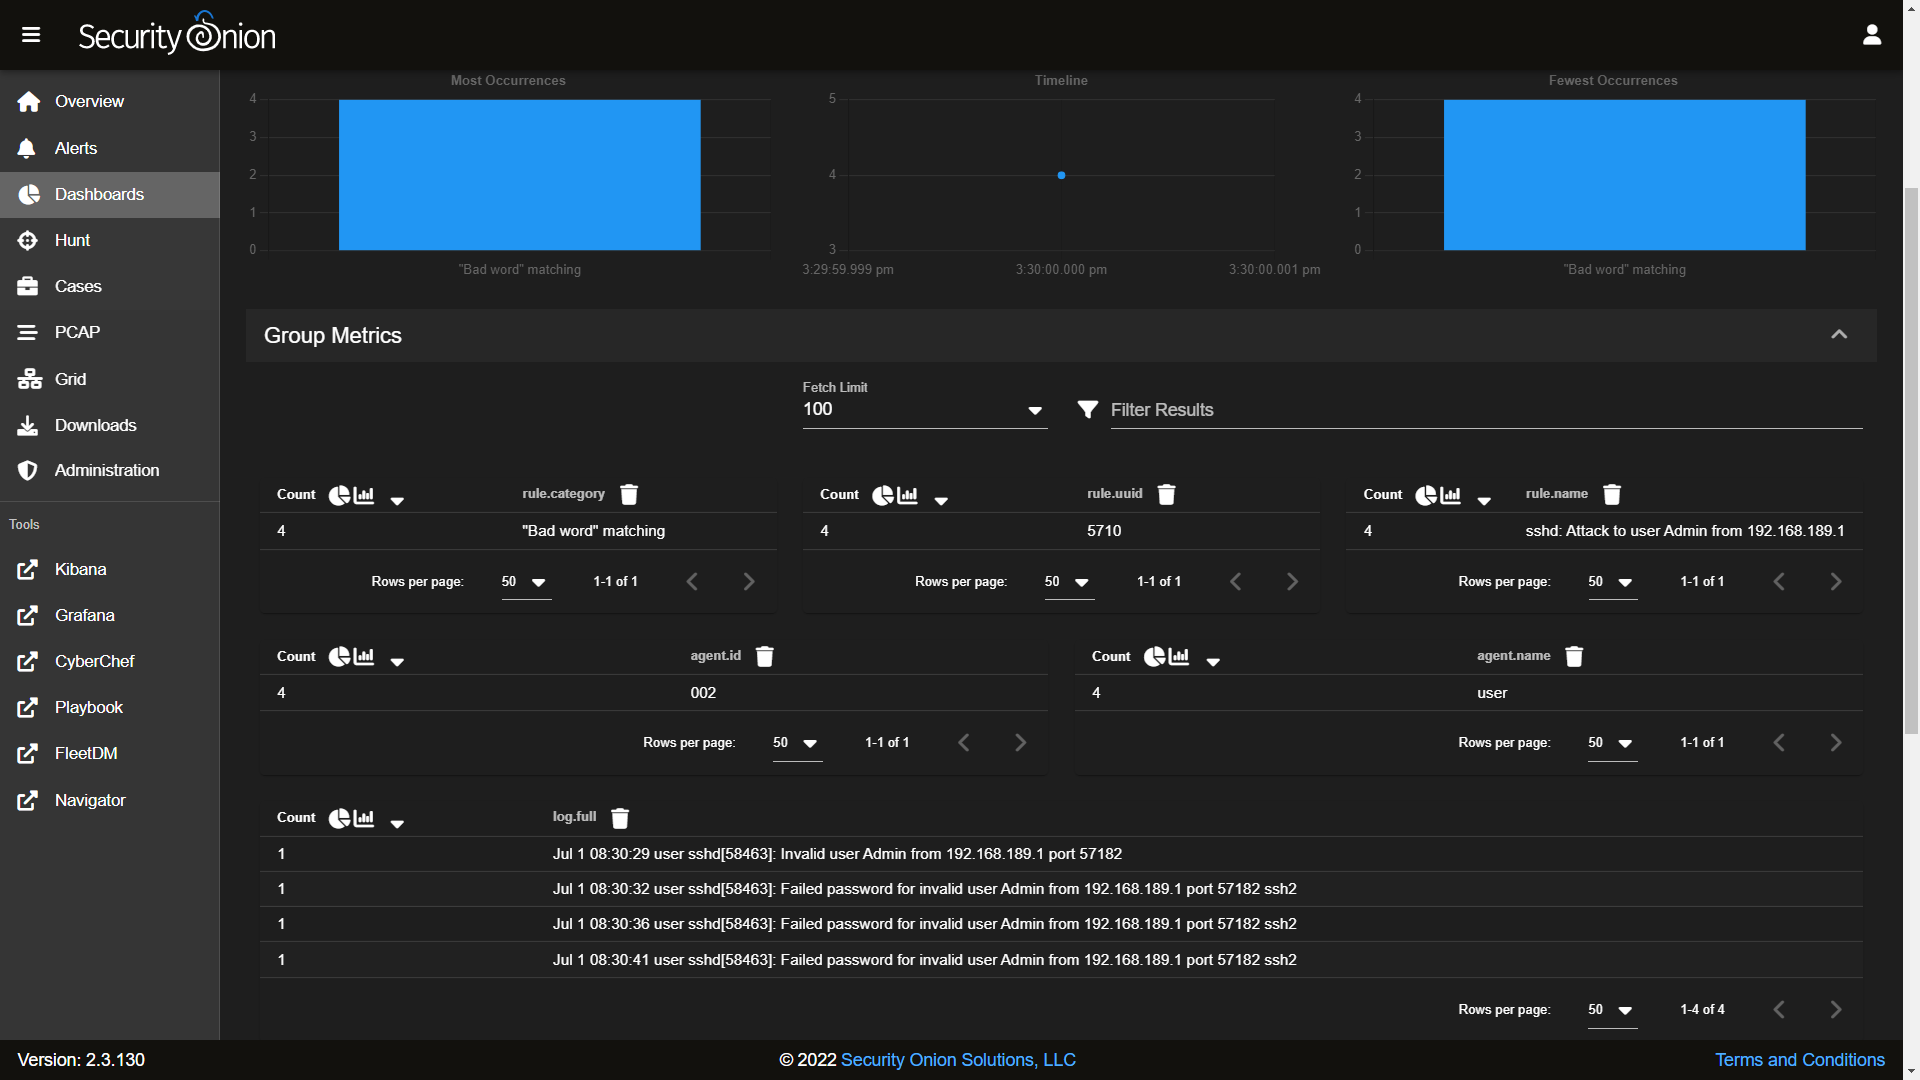 Security Onion
Overview
Alerts
Dashboards
Hunt
Cases
PCAP
Grid
Downloads
Administration
Tools
Kibana
Grafana
CyberChef
Playbook
FleetDM
Navigator
Most Occurrences
4
3
2
1
0
"Bad word" matching
Timeline
5
4
3
3:29:59.999 pm 3:30:00.000 pm 3:30:00.001 pm
Fewest Occurrences
4
3
2
1
0
"Bad word" matching
Group Metrics
Fetch Limit
100
Filter Results
Count rule.category
4 "Bad word" matching
Rows per page: 50 1-1 of 1
Count rule.uuid
4 5710
Rows per page: 50 1-1 of 1
Count rule.name
4 sshd: Attack to user Admin from 192.168.189.1
Rows per page: 50 1-1 of 1
Count agent.id
4 002
Rows per page: 50 1-1 of 1
Count agent.name
4 user
Rows per page: 50 1-1 of 1
Count log.full
1 Jul 1 08:30:29 user sshd[58463]: Invalid user Admin from 192.168.189.1 port 57182
1 Jul 1 08:30:32 user sshd[58463]: Failed password for invalid user Admin from 192.168.189.1 port 57182 ssh2
1 Jul 1 08:30:36 user sshd[58463]: Failed password for invalid user Admin from 192.168.189.1 port 57182 ssh2
1 Jul 1 08:30:41 user sshd[58463]: Failed password for invalid user Admin from 192.168.189.1 port 57182 ssh2
Rows per page: 50 1-4 of 4
Version: 2.3.130
© 2022 Security Onion Solutions, LLC
Terms and Conditions